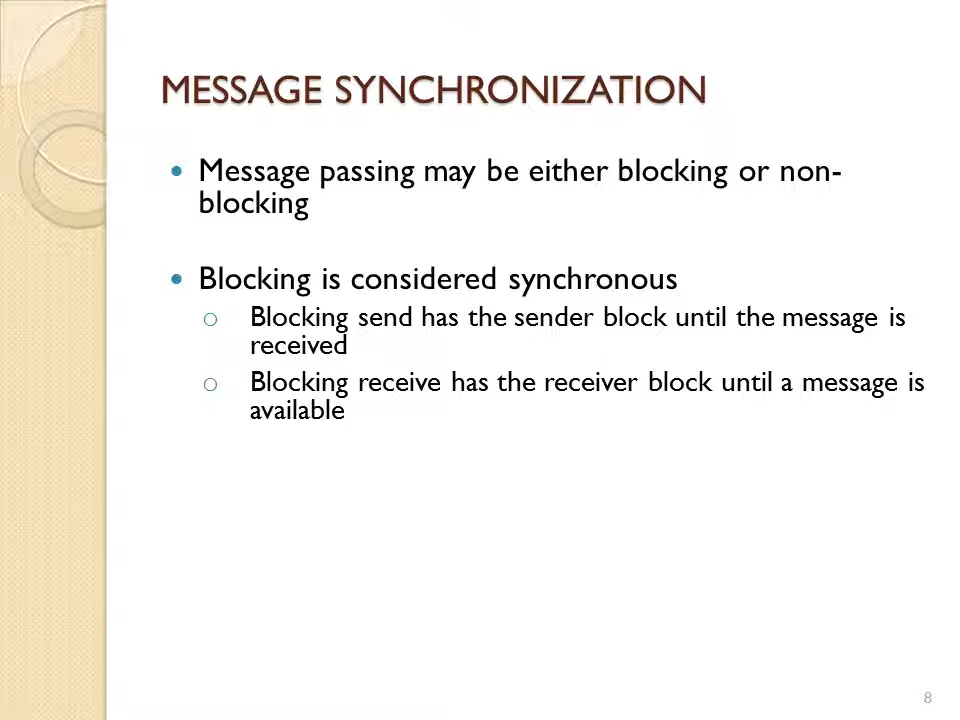 MESSAGE SYNCHRONIZATION
• Message passing may be either blocking or non-
blocking
• Blocking is considered synchronous
o Blocking send has the sender block until the message is
received
o Blocking receive has the receiver block until a message is
available
8